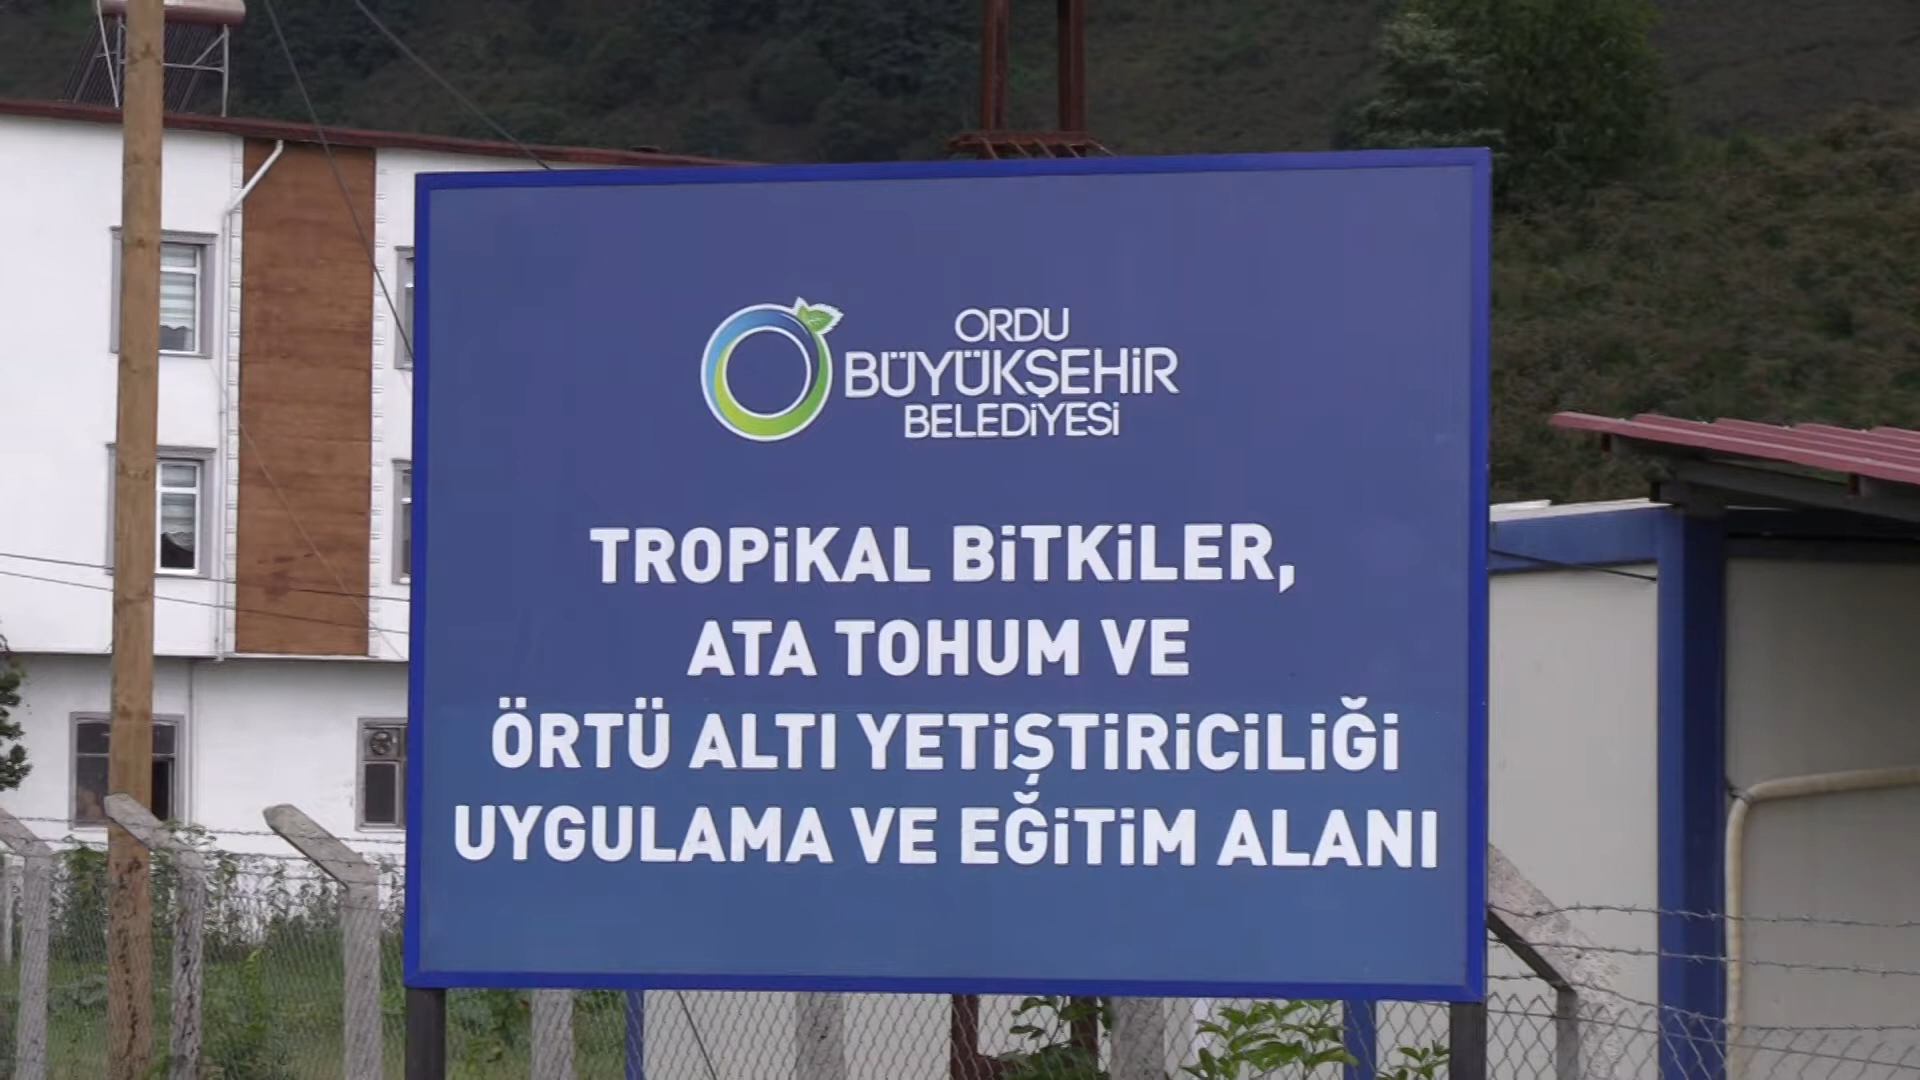 ORDU
BÜYÜKŞEHİR
BELEDİYESİ
TROPİKAL BİTKİLER,
ATA TOHUM VE
ÖRTÜ ALTI YETİŞTİRİCİLİĞİ
UYGULAMA VE EĞİTİM ALANI